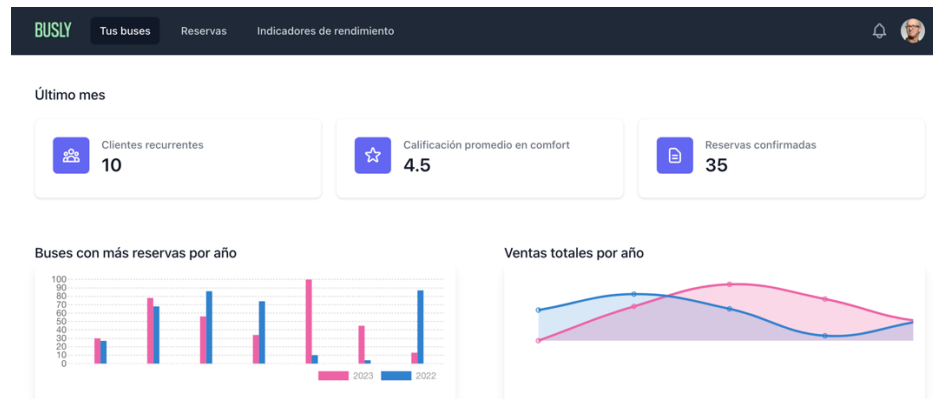 BUSLY Tus buses Reservas Indicadores de rendimiento
Último mes
Clientes recurrentes
10
Calificación promedio en comfort
4.5
Reservas confirmadas
35
Buses con más reservas por año
100
90
80
70
60
50
40
30
20
10
0
2023 2022
Ventas totales por año